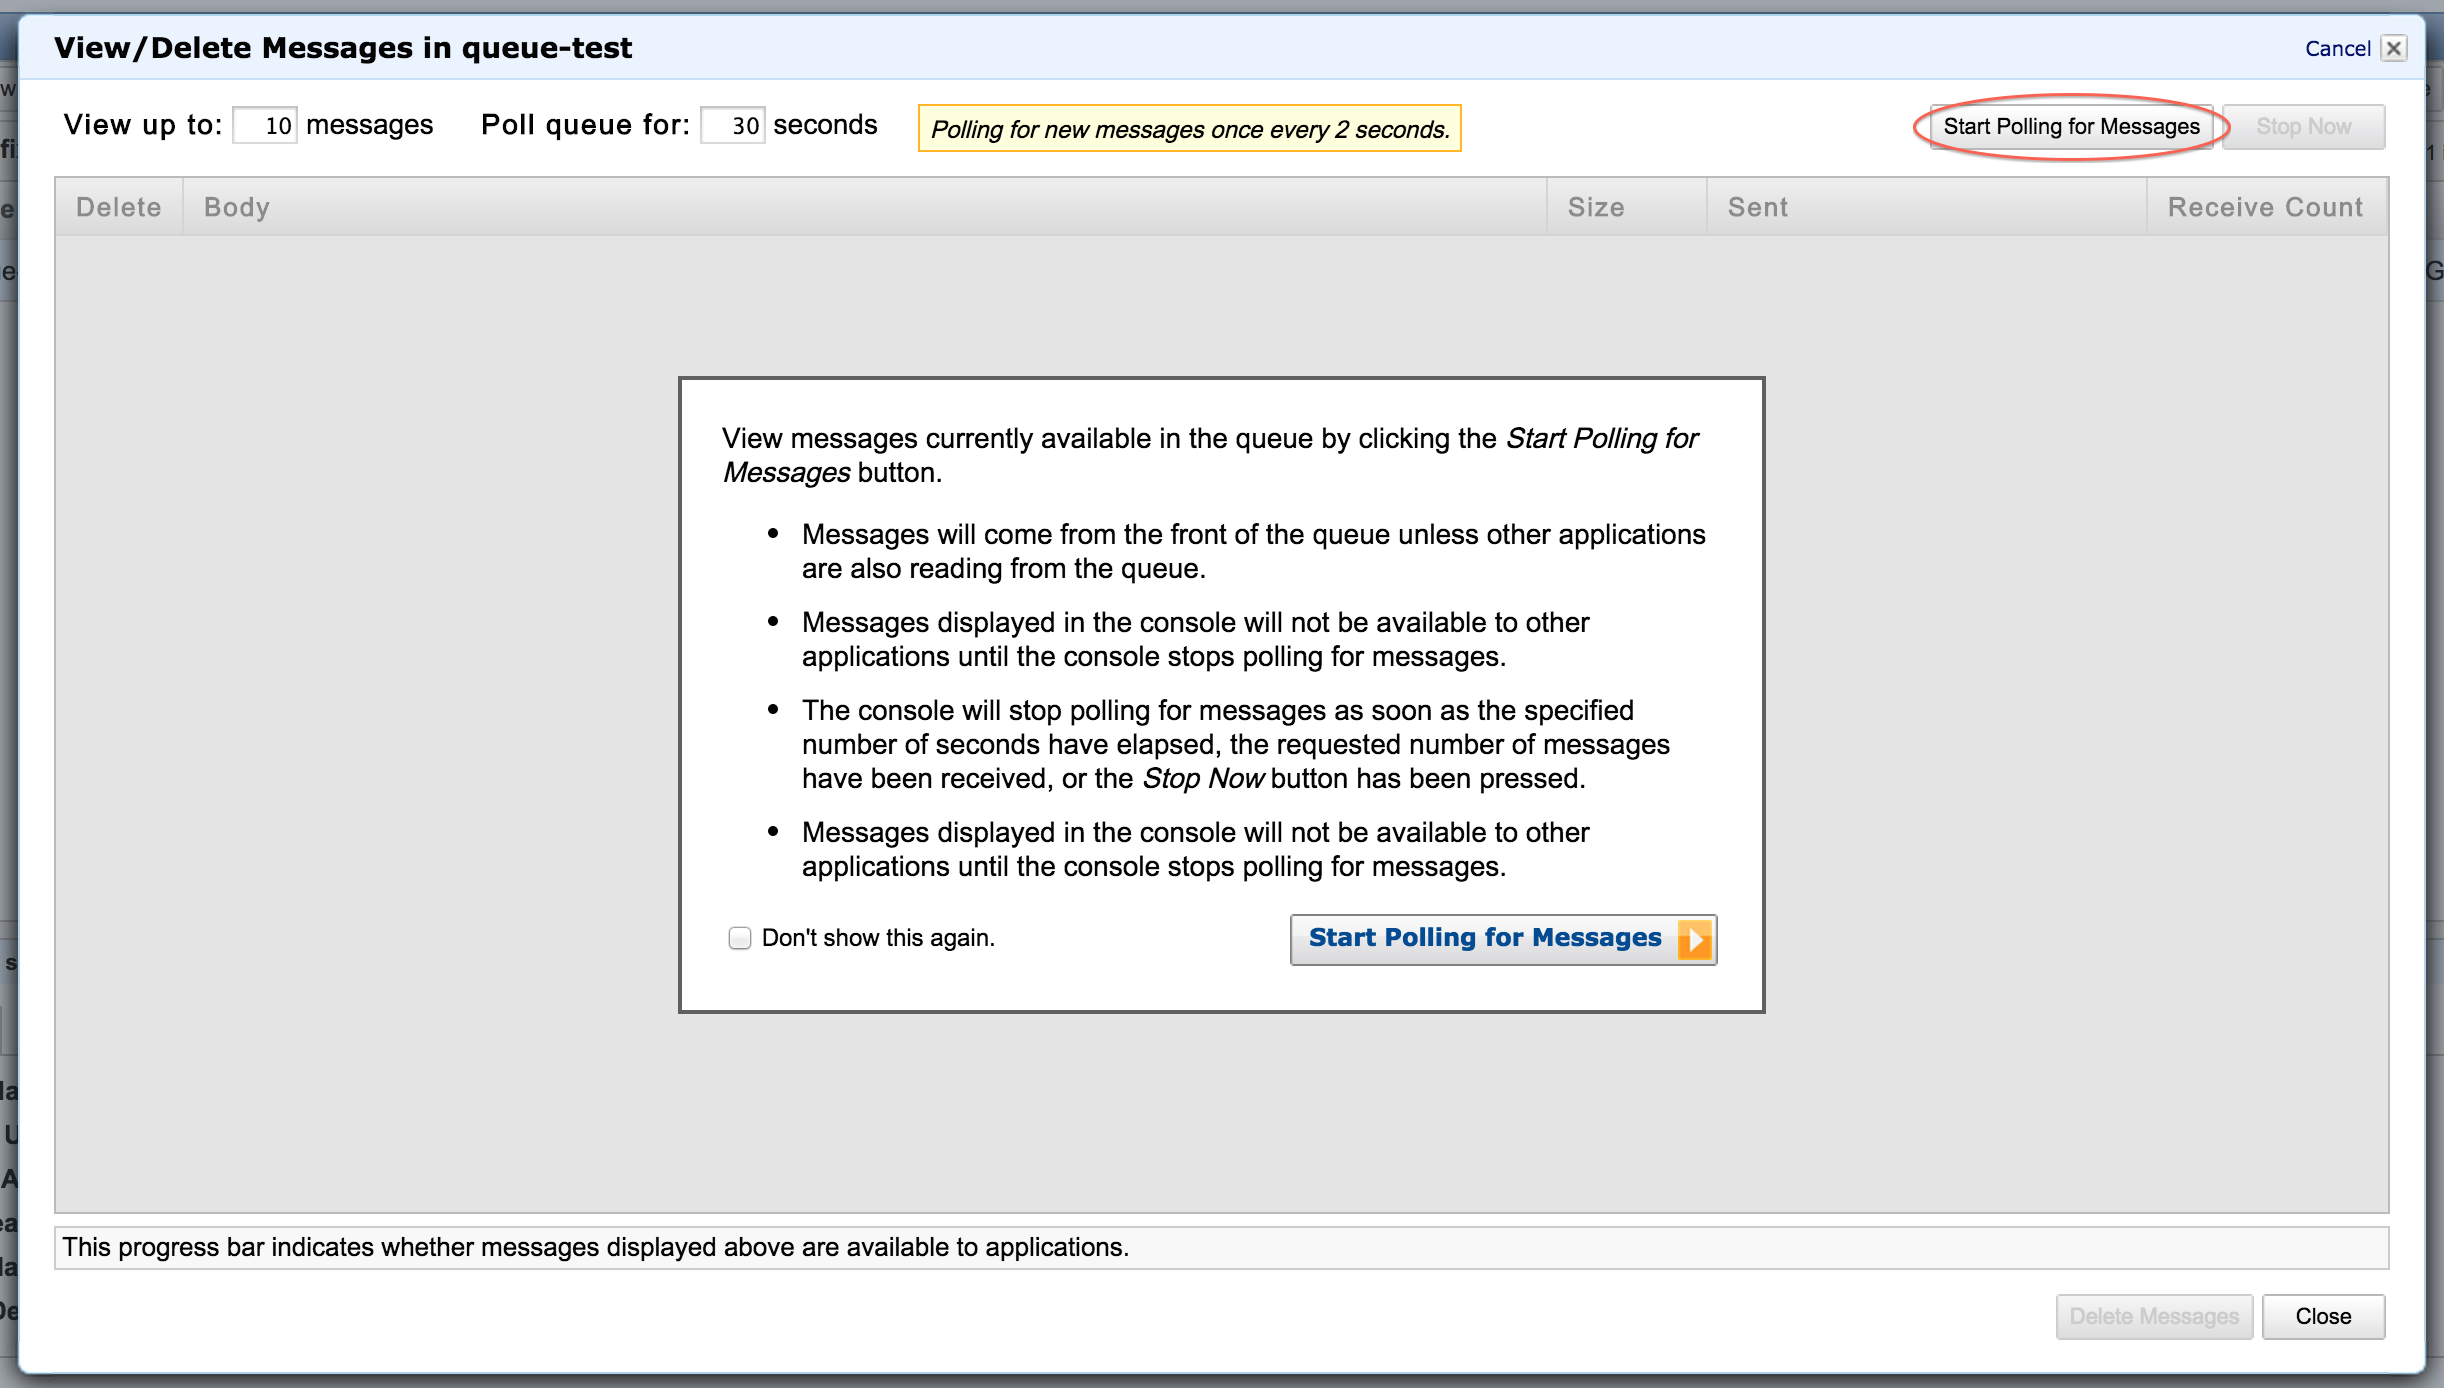 View/Delete Messages in queue-test
Cancel
View up to: 10 messages Poll queue for: 30 seconds Polling for new messages once every 2 seconds. Start Polling for Messages Stop Now
Delete Body Size Sent Receive Count
View messages currently available in the queue by clicking the Start Polling for
Messages button.
• Messages will come from the front of the queue unless other applications
are also reading from the queue.
• Messages displayed in the console will not be available to other
applications until the console stops polling for messages.
• The console will stop polling for messages as soon as the specified
number of seconds have elapsed, the requested number of messages
have been received, or the Stop Now button has been pressed.
• Messages displayed in the console will not be available to other
applications until the console stops polling for messages.
Don't show this again. Start Polling for Messages
This progress bar indicates whether messages displayed above are available to applications.
Delete Messages Close